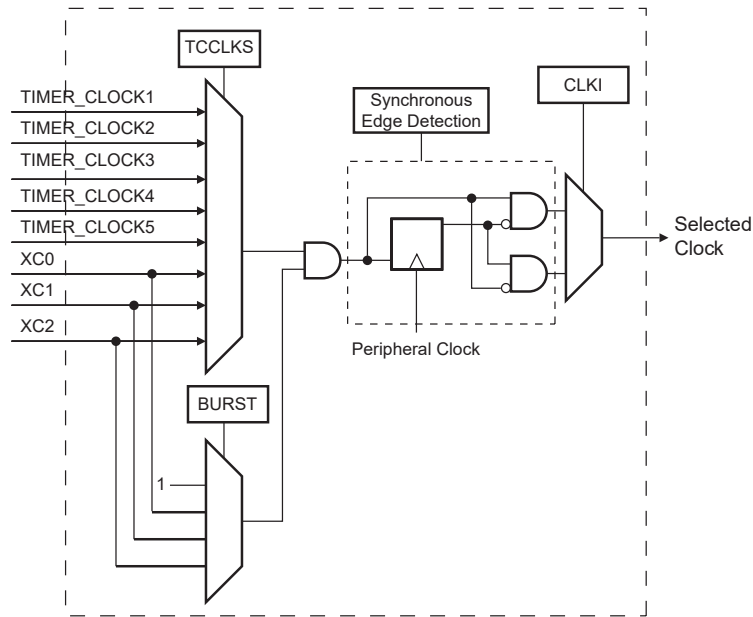 TCCLKS
TIMER_CLOCK1
TIMER_CLOCK2
TIMER_CLOCK3
TIMER_CLOCK4
TIMER_CLOCK5
XC0
XC1
XC2
Synchronous
Edge Detection
CLKI
Selected
Clock
Peripheral Clock
BURST
1